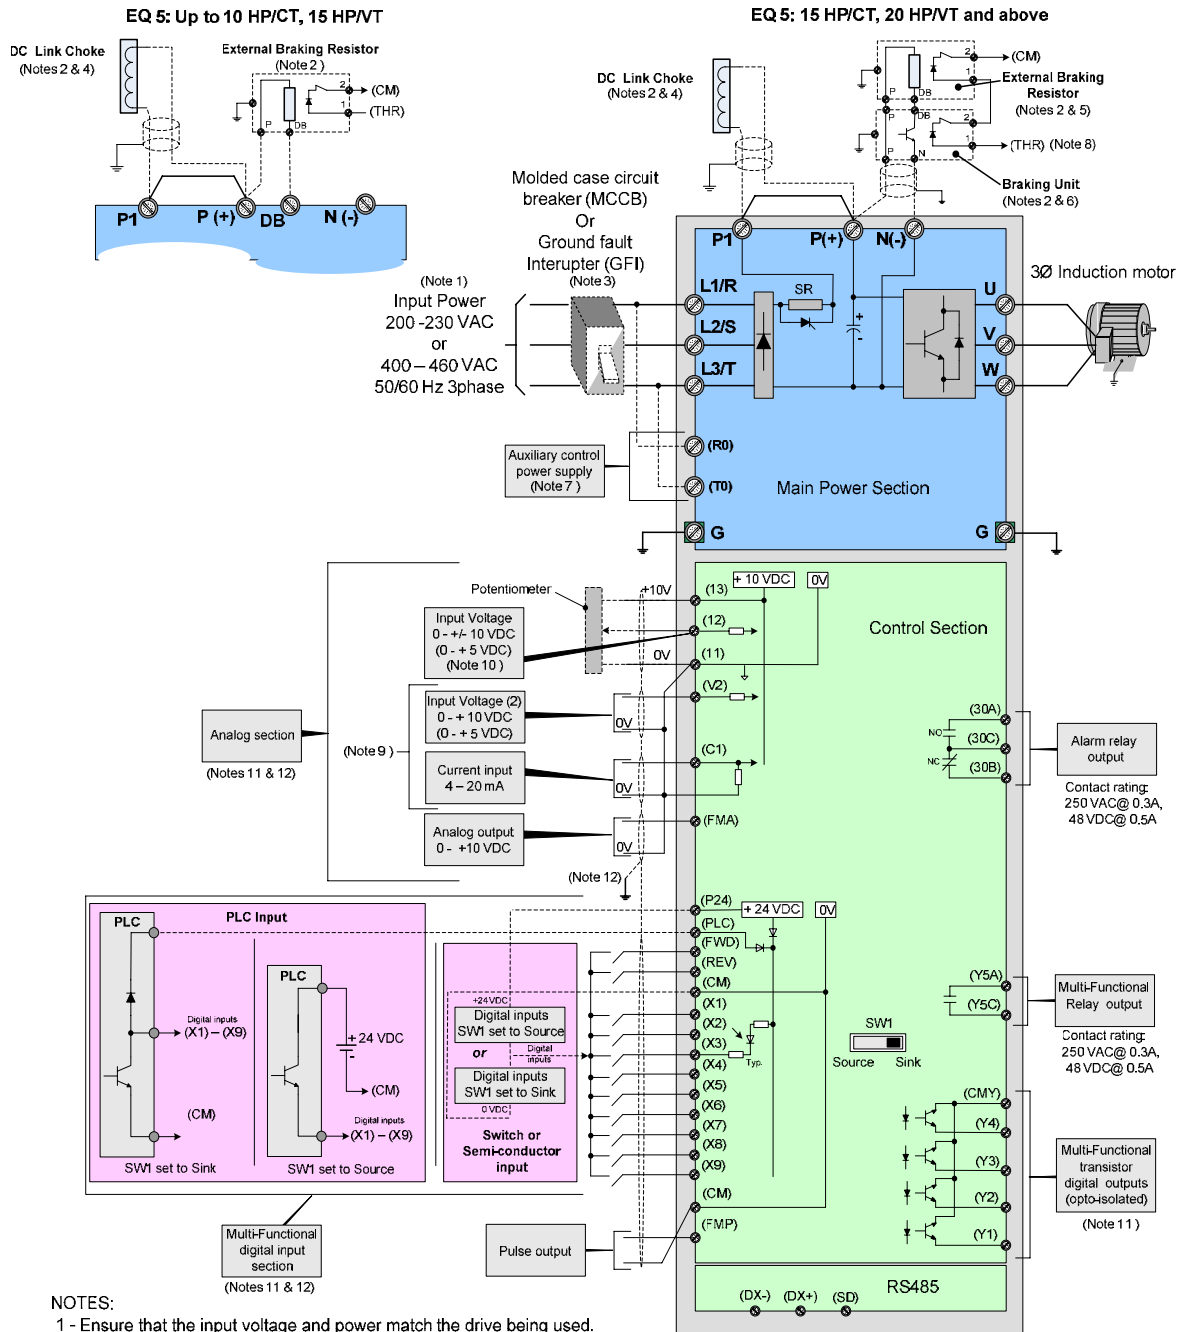 EQ 5: Up to 10 HP/CT, 15 HP/VT
EQ 5: 15 HP/CT, 20 HP/VT and above
DC Link Choke
(Notes 2 & 4)
External Braking Resistor
(Note 2 )
2
(CM)
1
(THR)
P
DB
P1
P (+)
DB
N (-)
DC Link Choke
(Notes 2 & 4)
2
(CM)
1
External Braking
Resistor
(Notes 2 & 5)
P
DB
P
DB
2
1
(THR) (Note 8)
P
N
Braking Unit
(Notes 2 & 6)
Molded case circuit
breaker (MCCB)
Or
Ground fault
Interupter (GFI)
(Note 3)
(Note 1)
Input Power
200 -230 VAC
or
400 – 460 VAC
50/60 Hz 3phase
P1
P(+)
N(-)
L1/R
L2/S
L3/T
SR
+
-
U
V
W
3Ø Induction motor
Auxiliary control
power supply
(Note 7 )
(R0)
(T0)
Main Power Section
G
G
Potentiometer
+10V
0V
(13)
(12)
(11)
(V2)
(C1)
(FMA)
+ 10 VDC
0V
Control Section
Input Voltage
0 - +/- 10 VDC
(0 - + 5 VDC)
(Note 10 )
Input Voltage (2)
0 - + 10 VDC
(0 - + 5 VDC)
0V
(Note 9 )
Current input
4 – 20 mA
0V
Analog output
0 - +10 VDC
0V
Analog section
(Notes 11 & 12)
(Note 12)
(30A)
NO
(30C)
NC
(30B)
Alarm relay
output
Contact rating:
250 VAC@ 0.3A,
48 VDC@ 0.5A
PLC Input
PLC
Digital inputs
(X1) – (X9)
(CM)
SW1 set to Sink
PLC
+ 24 VDC
-
(CM)
Digital inputs
(X1) – (X9)
SW1 set to Source
+24 VDC
Digital inputs
SW1 set to Source
or
Digital inputs
SW1 set to Sink
0 VDC
Digital
inputs
Switch or
Semi-conductor
input
(P24)
(PLC)
(FWD)
(REV)
(CM)
(X1)
(X2)
(X3)
(X4)
(X5)
(X6)
(X7)
(X8)
(X9)
(CM)
(FMP)
+ 24 VDC
0V
Typ.
SW1
Source
Sink
(Y5A)
(Y5C)
Multi-Functional
Relay output
Contact rating:
250 VAC@ 0.3A,
48 VDC@ 0.5A
(CMY)
(Y4)
(Y3)
(Y2)
(Y1)
Multi-Functional
transistor
digital outputs
(opto-isolated)
(Note 11 )
Multi-Functional
digital input
section
(Notes 11 & 12)
Pulse output
RS485
(DX-)
(DX+)
(SD)
NOTES:
1 - Ensure that the input voltage and power match the drive being used.